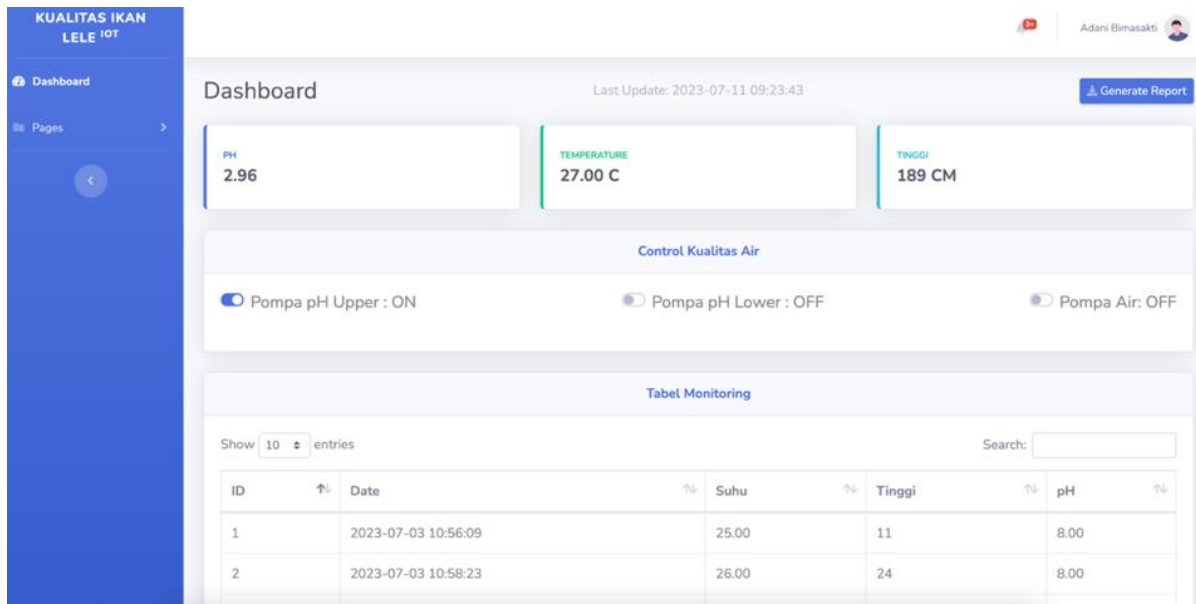 KUALITAS IKAN
LELE IOT
3+
Adani Bimasakti
Dashboard
Pages
Dashboard
Last Update: 2023-07-11 09:23:43
Generate Report
PH
2.96
TEMPERATURE
27.00 C
TINGGI
189 CM
Control Kualitas Air
Pompa pH Upper : ON
Pompa pH Lower : OFF
Pompa Air: OFF
Tabel Monitoring
Show 10 entries
Search:
ID Date Suhu Tinggi pH
1 2023-07-03 10:56:09 25.00 11 8.00
2 2023-07-03 10:58:23 26.00 24 8.00